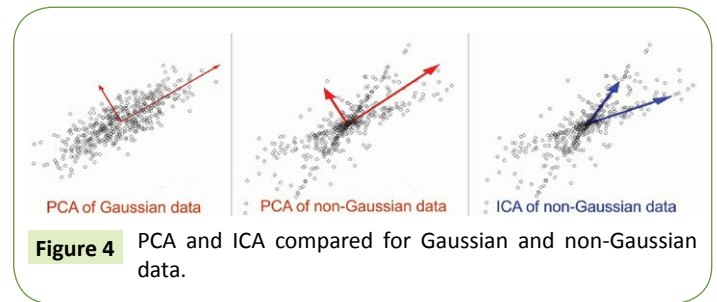 PCA of Gaussian data
PCA of non-Gaussian data
ICA of non-Gaussian data
Figure 4 PCA and ICA compared for Gaussian and non-Gaussian
data.